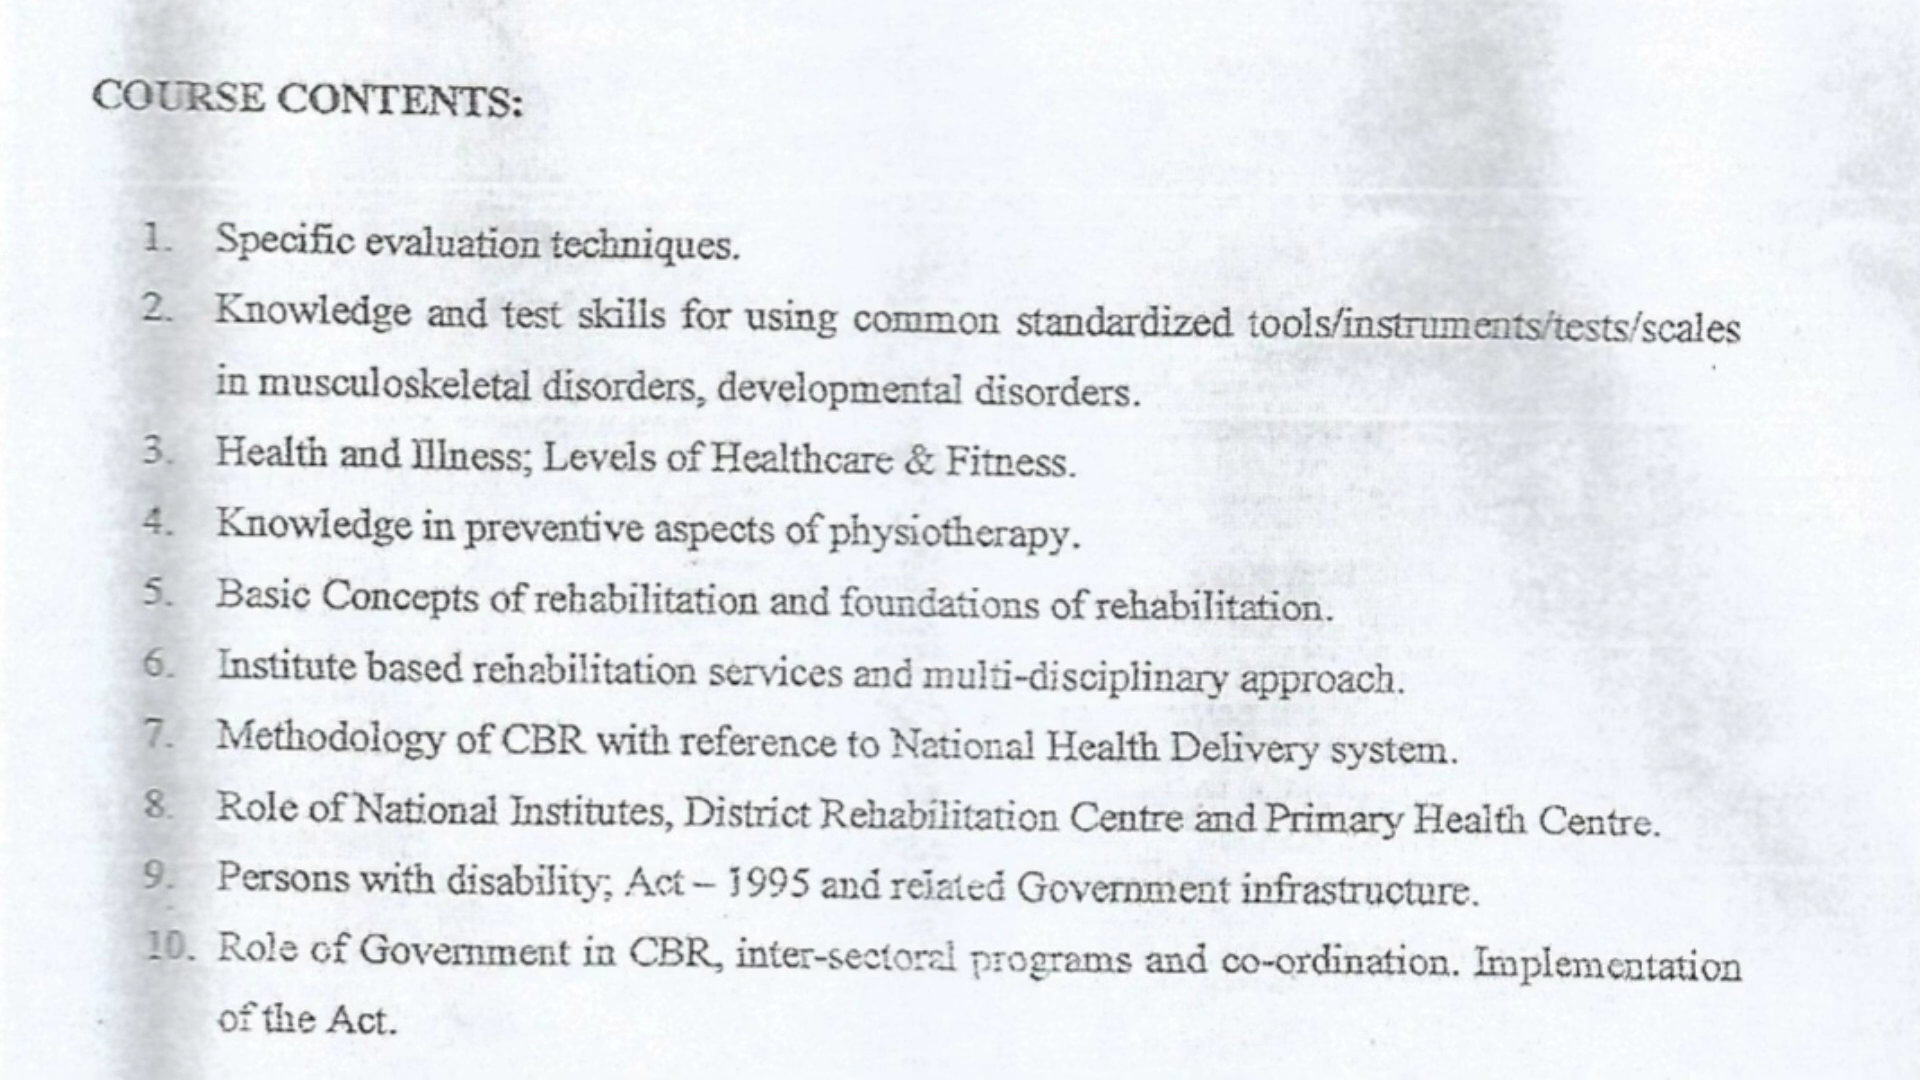 COURSE CONTENTS:
1. Specific evaluation techniques.
2. Knowledge and test skills for using common standardized tools/instruments/tests/scales
in musculoskeletal disorders, developmental disorders.
3. Health and Illness; Levels of Healthcare & Fitness.
4. Knowledge in preventive aspects of physiotherapy.
5. Basic Concepts of rehabilitation and foundations of rehabilitation.
6. Institute based rehabilitation services and multi-disciplinary approach.
7. Methodology of CBR with reference to National Health Delivery system.
8. Role of National Institutes, District Rehabilitation Centre and Primary Health Centre.
9. Persons with disability; Act – 1995 and related Government infrastructure.
10. Role of Government in CBR, inter-sectoral programs and co-ordination. Implementation
of the Act.